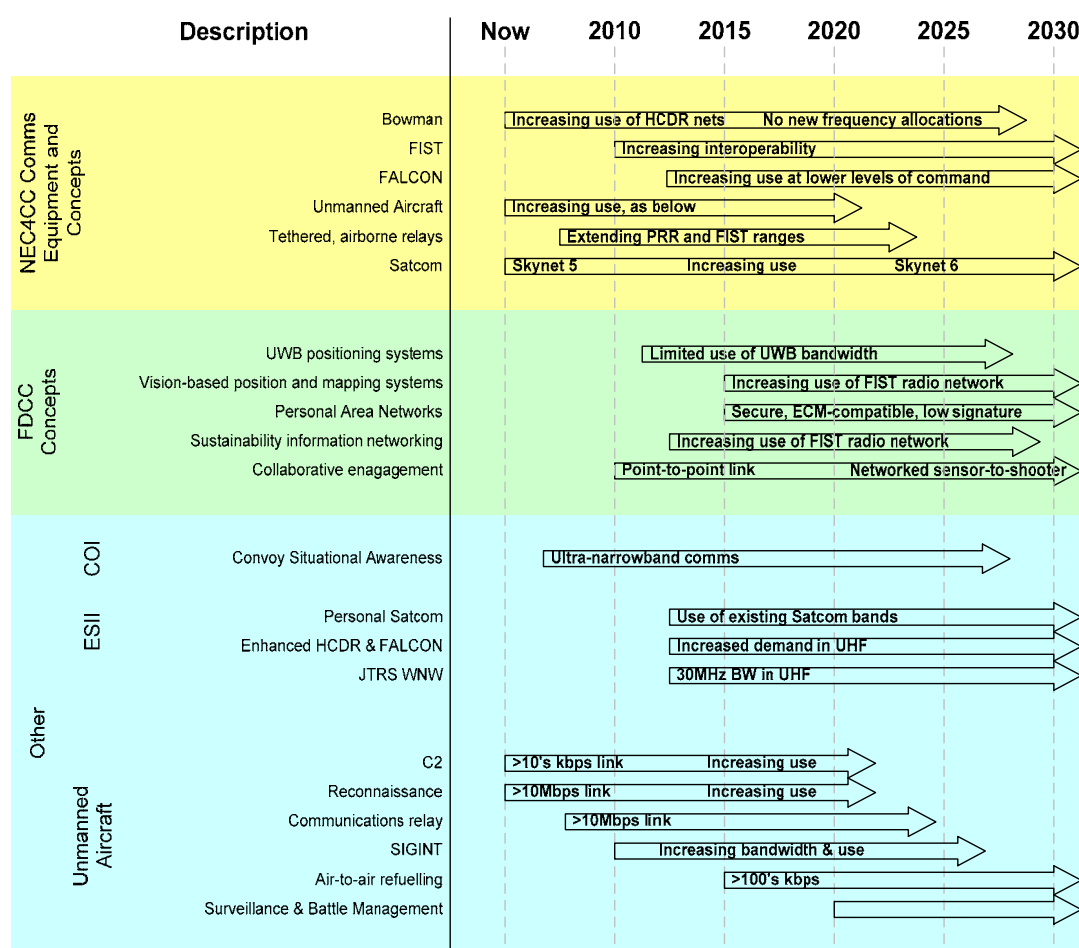 Description Now 2010 2015 2020 2025 2030
NEC4CC Comms
Equipment and
Concepts
Bowman Increasing use of HCDR nets No new frequency allocations
FIST Increasing interoperability
FALCON Increasing use at lower levels of command
Unmanned Aircraft Increasing use, as below
Tethered, airborne relays Extending PRR and FIST ranges
Satcom Skynet 5 Increasing use Skynet 6
FDCC
Concepts
UWB positioning systems Limited use of UWB bandwidth
Vision-based position and mapping systems Increasing use of FIST radio network
Personal Area Networks Secure, ECM-compatible, low signature
Sustainability information networking Increasing use of FIST radio network
Collaborative enagagement Point-to-point link Networked sensor-to-shooter
Other
COI
Convoy Situational Awareness Ultra-narrowband comms
ESII
Personal Satcom Use of existing Satcom bands
Enhanced HCDR & FALCON Increased demand in UHF
JTRS WNW 30MHz BW in UHF
Unmanned
Aircraft
C2 >10's kbps link Increasing use
Reconnaissance >10Mbps link Increasing use
Communications relay >10Mbps link
SIGINT Increasing bandwidth & use
Air-to-air refuelling >100's kbps
Surveillance & Battle Management